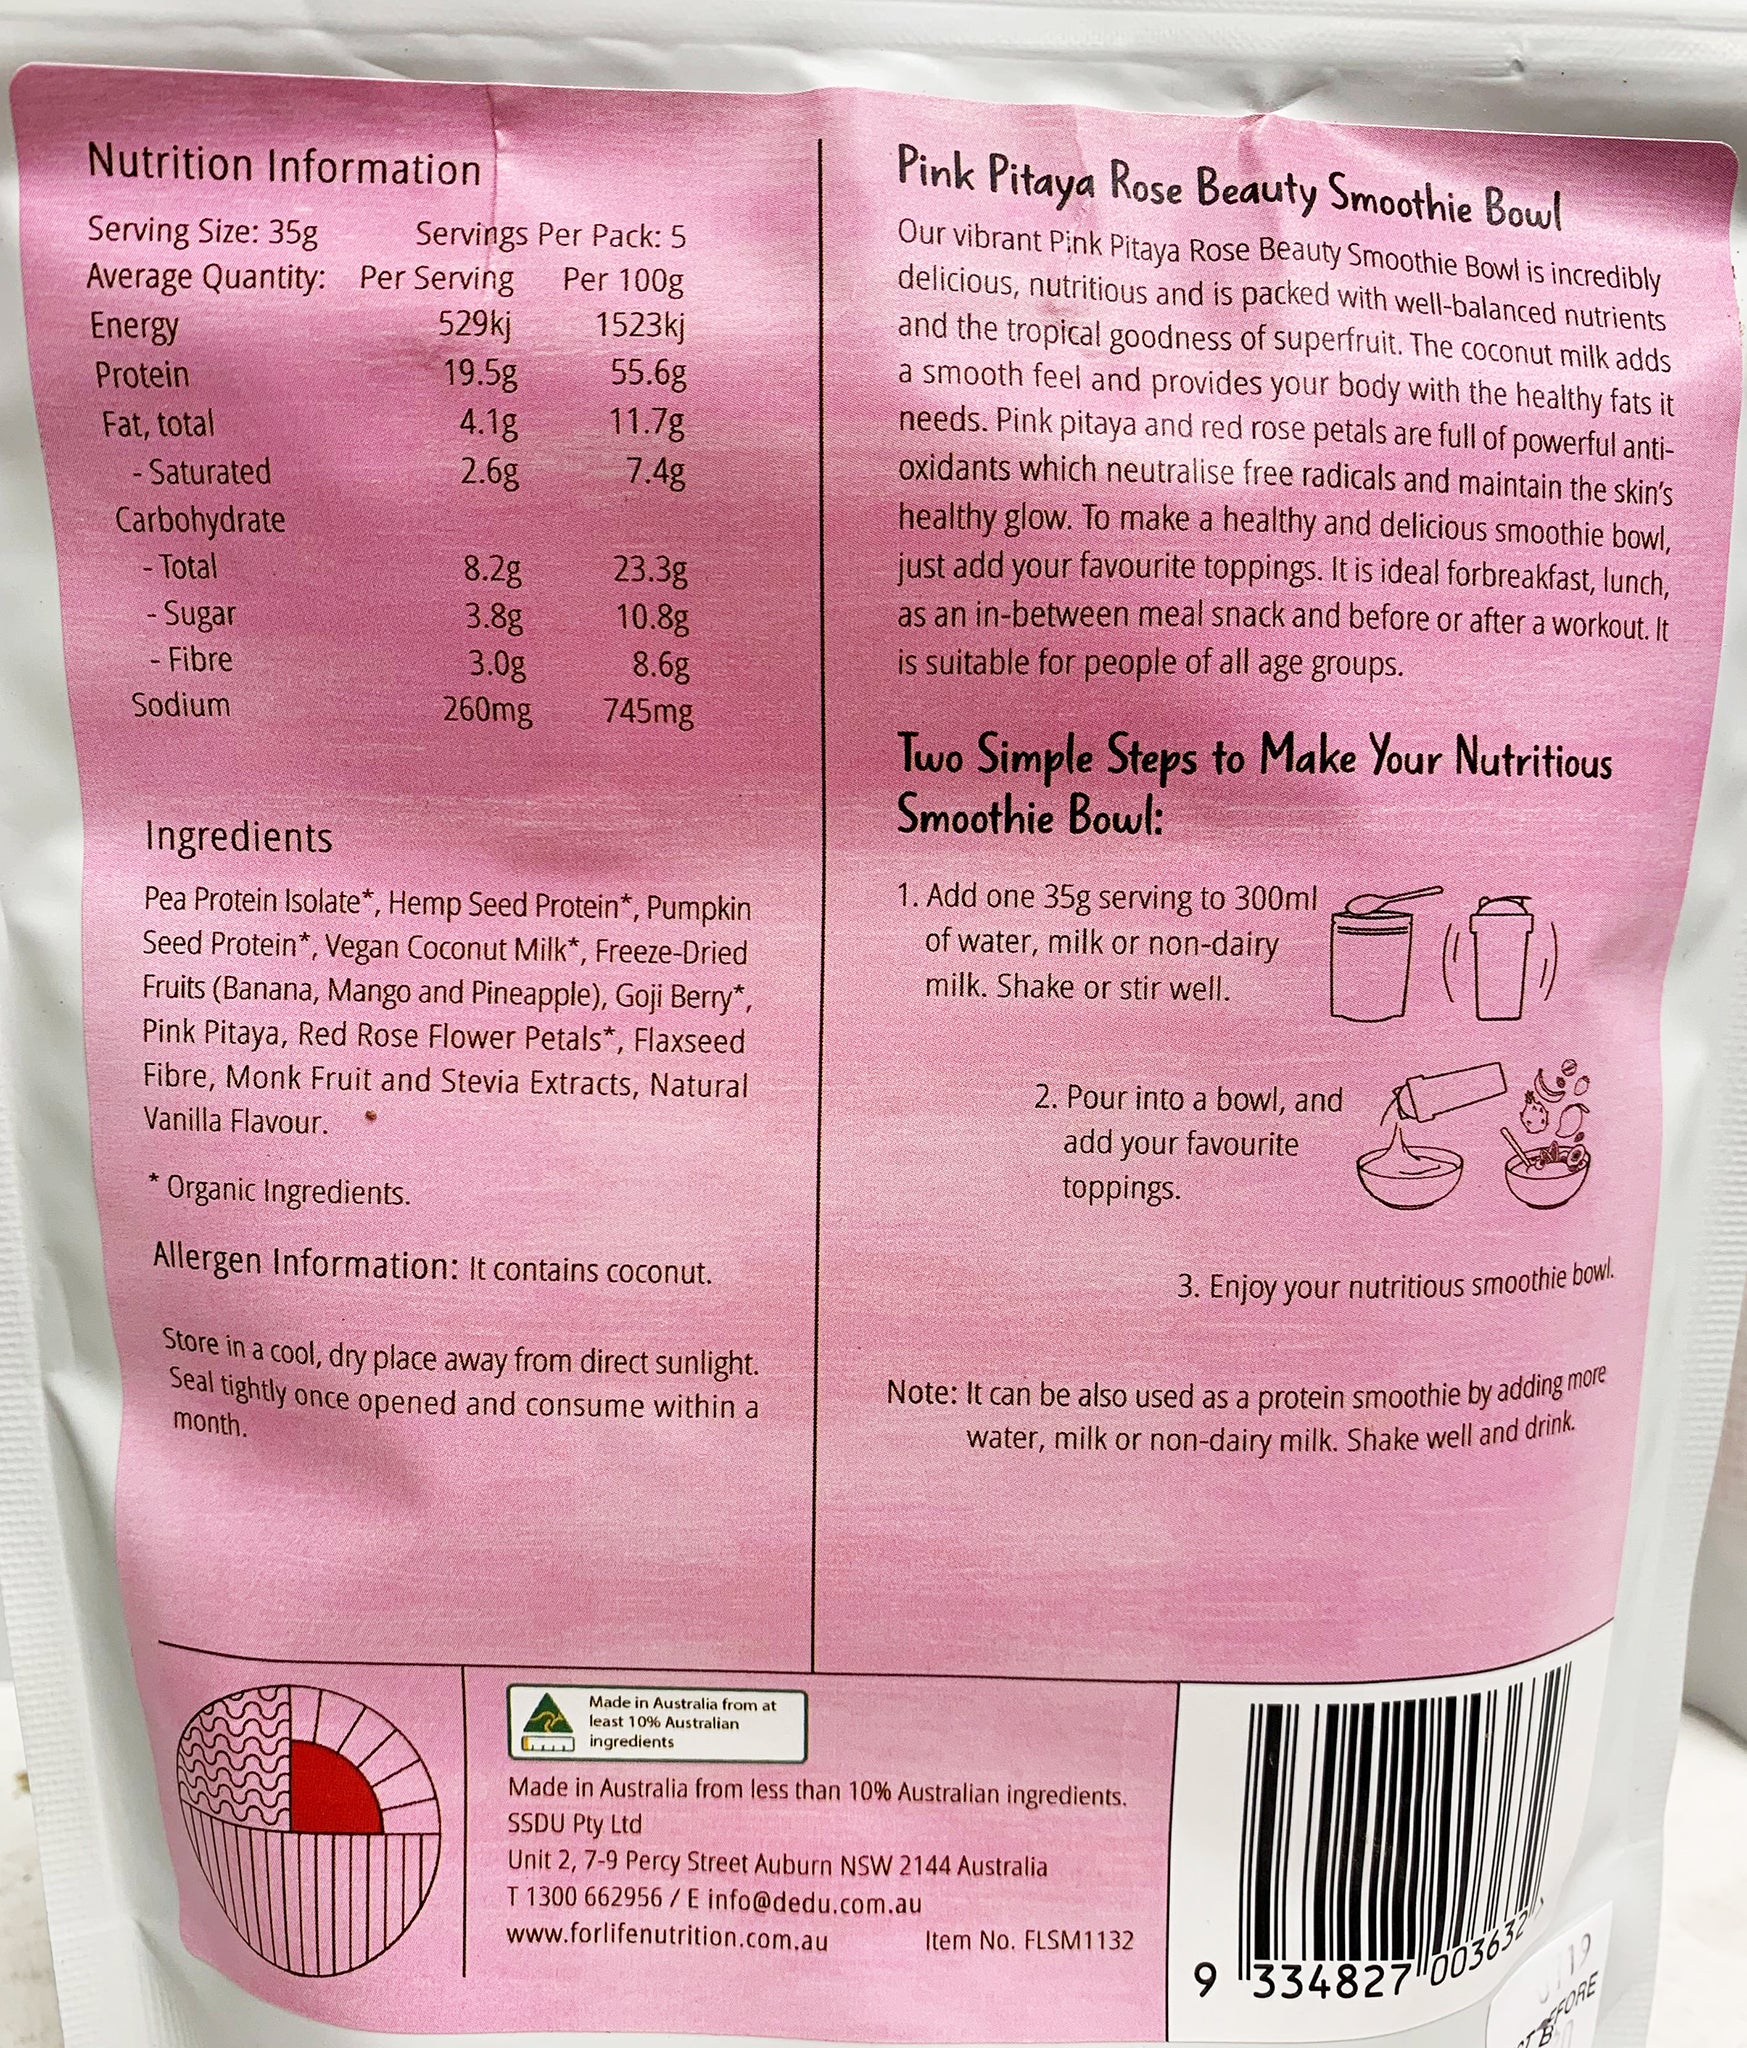 Nutrition Information
Serving Size: 35g Servings Per Pack: 5
Average Quantity: Per Serving Per 100g
Energy 529kj 1523kj
Protein 19.5g 55.6g
Fat, total 4.1g 11.7g
- Saturated 2.6g 7.4g
Carbohydrate
- Total 8.2g 23.3g
- Sugar 3.8g 10.8g
- Fibre 3.0g 8.6g
Sodium 260mg 745mg
Ingredients
Pea Protein Isolate*, Hemp Seed Protein*, Pumpkin
Seed Protein*, Vegan Coconut Milk*, Freeze-Dried
Fruits (Banana, Mango and Pineapple), Goji Berry*,
Pink Pitaya, Red Rose Flower Petals*, Flaxseed
Fibre, Monk Fruit and Stevia Extracts, Natural
Vanilla Flavour.
* Organic Ingredients.
Allergen Information: It contains coconut.
Store in a cool, dry place away from direct sunlight.
Seal tightly once opened and consume within a
month.
Pink Pitaya Rose Beauty Smoothie Bowl
Our vibrant Pink Pitaya Rose Beauty Smoothie Bowl is incredibly
delicious, nutritious and is packed with well-balanced nutrients
and the tropical goodness of superfruit. The coconut milk adds
a smooth feel and provides your body with the healthy fats it
needs. Pink pitaya and red rose petals are full of powerful anti-
oxidants which neutralise free radicals and maintain the skin's
healthy glow. To make a healthy and delicious smoothie bowl,
just add your favourite toppings. It is ideal forbreakfast, lunch,
as an in-between meal snack and before or after a workout. It
is suitable for people of all age groups.
Two Simple Steps to Make Your Nutritious
Smoothie Bowl:
1. Add one 35g serving to 300ml
of water, milk or non-dairy
milk. Shake or stir well.
2. Pour into a bowl, and
add your favourite
toppings.
3. Enjoy your nutritious smoothie bowl.
Note: It can be also used as a protein smoothie by adding more
water, milk or non-dairy milk. Shake well and drink.
Made in Australia from at
least 10% Australian
ingredients
Made in Australia from less than 10% Australian ingredients.
SSDU Pty Ltd
Unit 2, 7-9 Percy Street Auburn NSW 2144 Australia
T 1300 662956 / E info@dedu.com.au
www.forlifenutrition.com.au Item No. FLSM1132
9 334827 003632